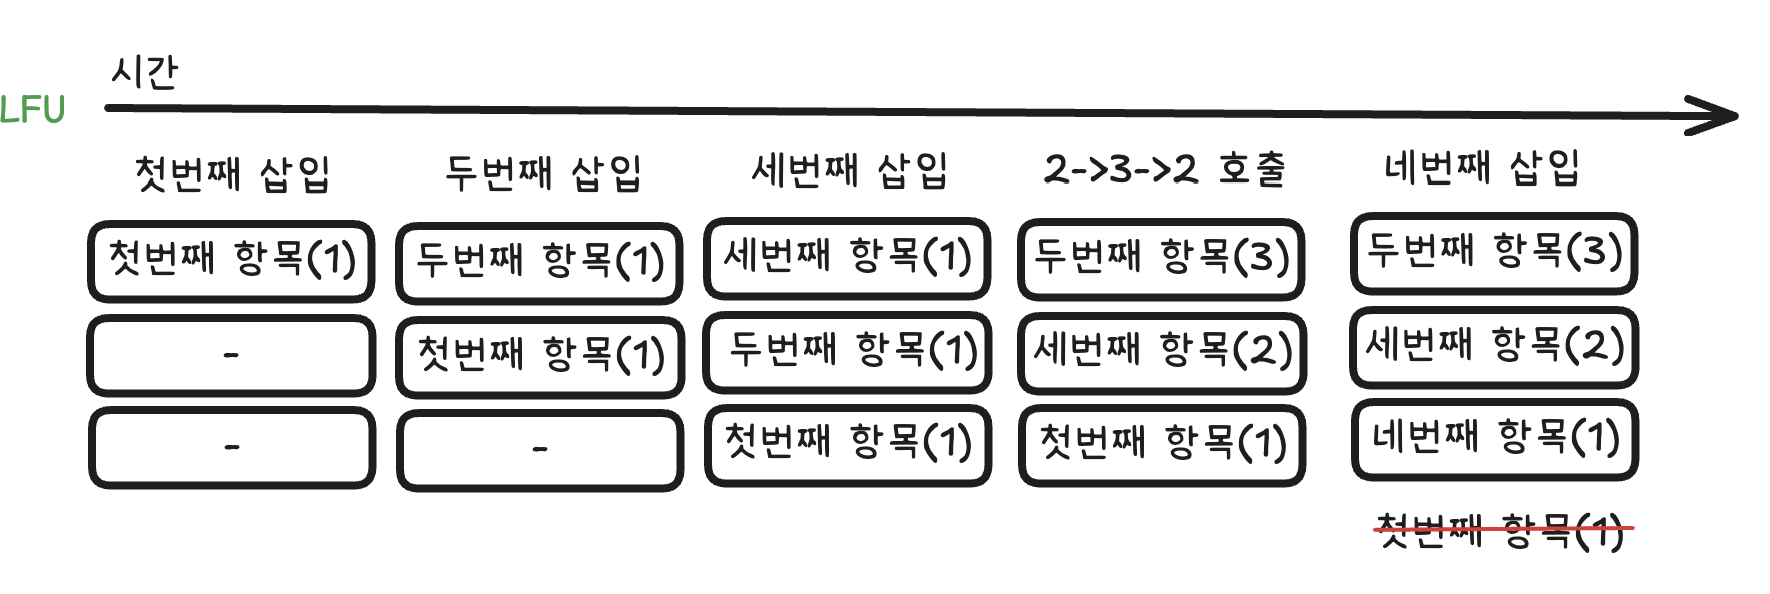 시간
LFU
첫번째 삽입
두번째 삽입
세번째 삽입
2->3->2 호출
네번째 삽입
첫번째 항목(1)
두번째 항목(1)
세번째 항목(1)
두번째 항목(3)
두번째 항목(3)
-
첫번째 항목(1)
두번째 항목(1)
세번째 항목(2)
세번째 항목(2)
-
-
첫번째 항목(1)
첫번째 항목(1)
네번째 항목(1)
첫번째 항목(1)